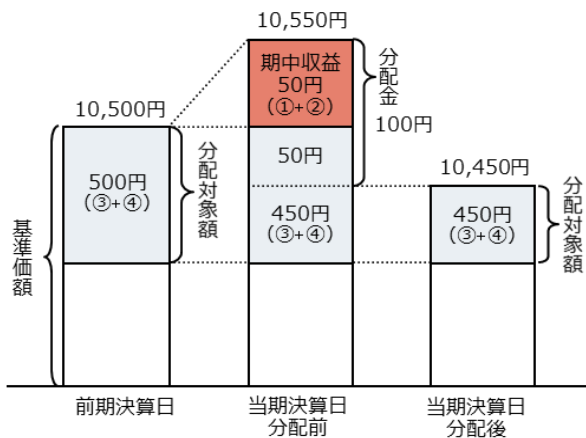 10,550円
期中収益
50円
(①+②)
分配金
100円
10,500円
500円
(③+④)
分配対象額
50円
450円
(③+④)
10,450円
450円
(③+④)
分配対象額
基準価額
前期決算日
当期決算日
分配前
当期決算日
分配後